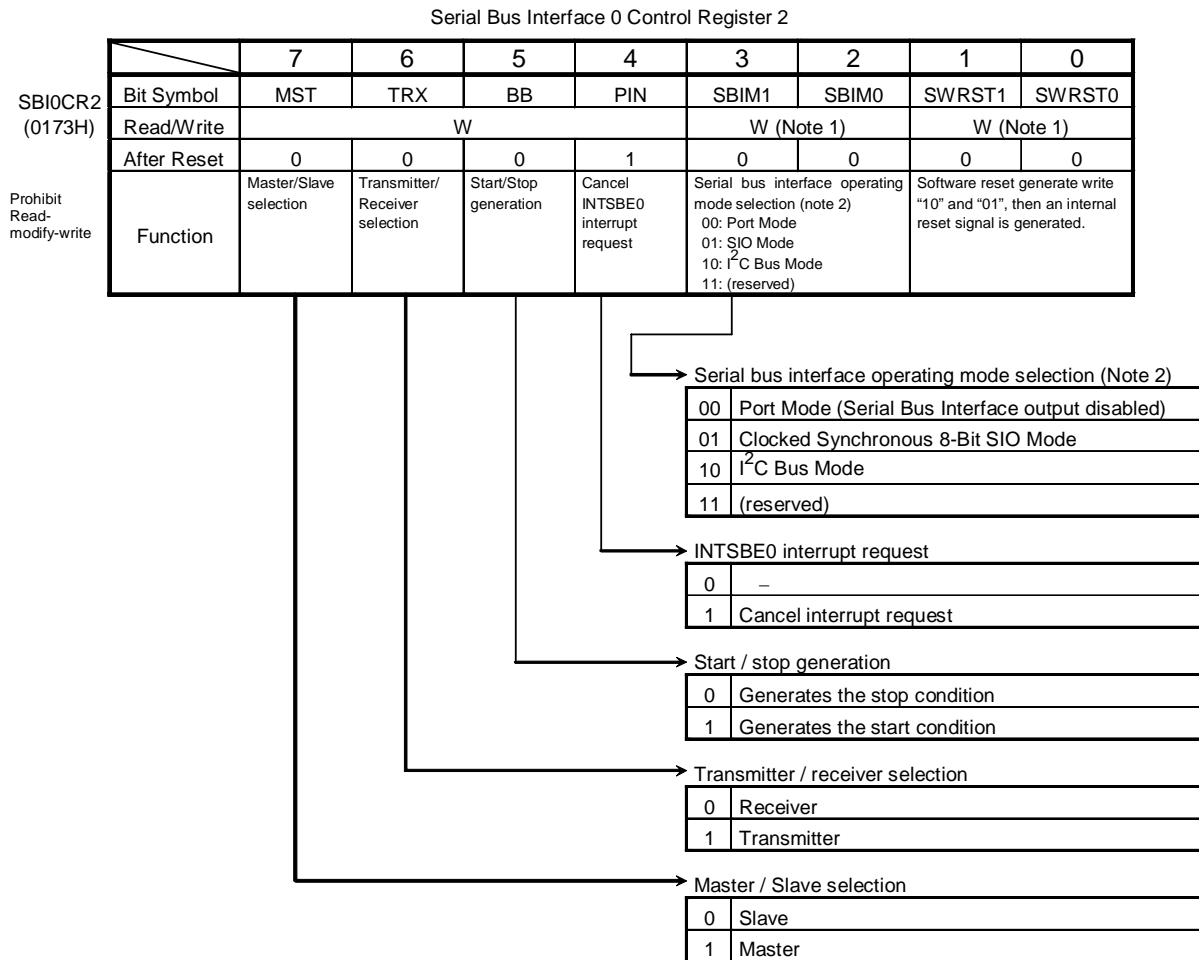 Serial Bus Interface 0 Control Register 2
7 6 5 4 3 2 1 0
SBI0CR2
(0173H)
Bit Symbol MST TRX BB PIN SBIM1 SBIM0 SWRST1 SWRST0
Read/Write W W (Note 1) W (Note 1)
After Reset 0 0 0 1 0 0 0 0
Prohibit
Read-
modify-write
Function
Master/Slave
selection
Transmitter/
Receiver
selection
Start/Stop
generation
Cancel
INTSBE0
interrupt
request
Serial bus interface operating
mode selection (note 2)
00: Port Mode
01: SIO Mode
10: I²C Bus Mode
11: (reserved)
Software reset generate write
“10” and “01”, then an internal
reset signal is generated.
Serial bus interface operating mode selection (Note 2)
00 Port Mode (Serial Bus Interface output disabled)
01 Clocked Synchronous 8-Bit SIO Mode
10 I²C Bus Mode
11 (reserved)
INTSBE0 interrupt request
0 –
1 Cancel interrupt request
Start / stop generation
0 Generates the stop condition
1 Generates the start condition
Transmitter / receiver selection
0 Receiver
1 Transmitter
Master / Slave selection
0 Slave
1 Master